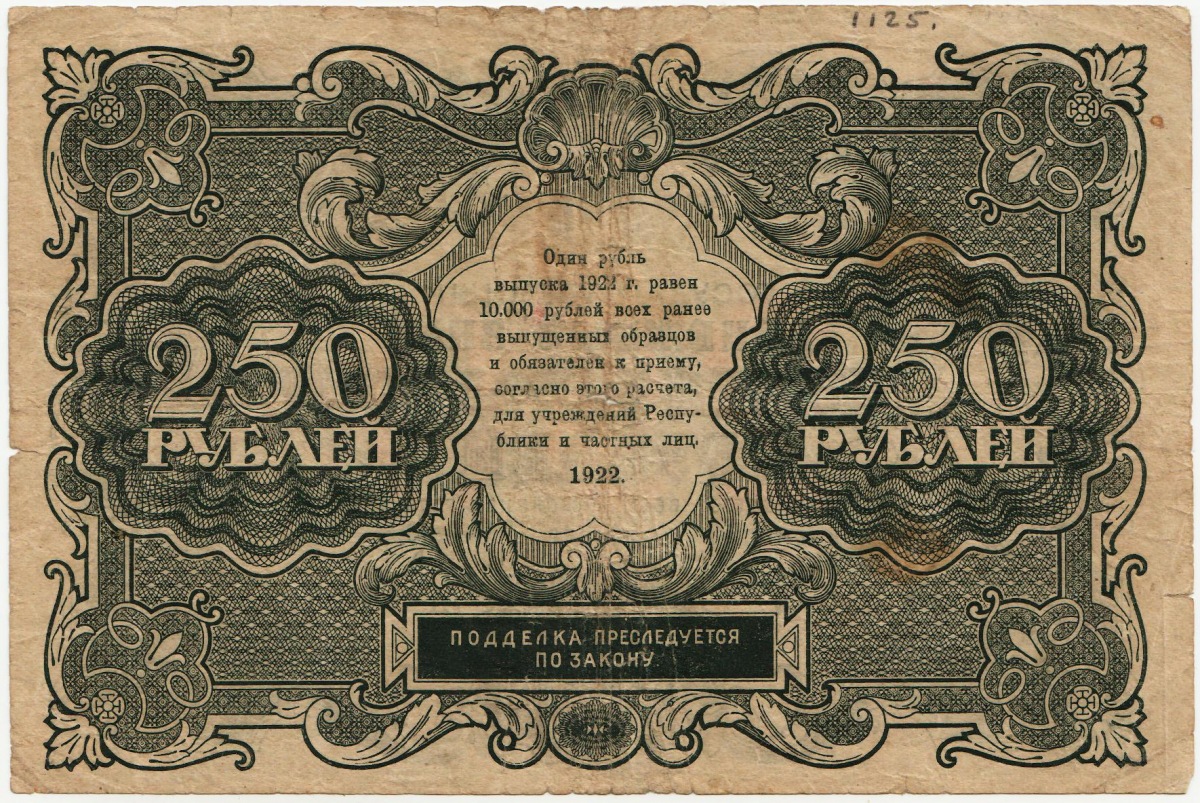 1125.
Один рубль
выпуска 1922 г. равен
10.000 рублей всех ранее
выпущенных образцов
и обязателен к приему,
согласно этого расчета,
для учреждений Респу-
блики и частных лиц.
1922.
250
РУБЛЕЙ
250
РУБЛЕЙ
ПОДДЕЛКА ПРЕСЛЕДУЕТСЯ
ПО ЗАКОНУ.